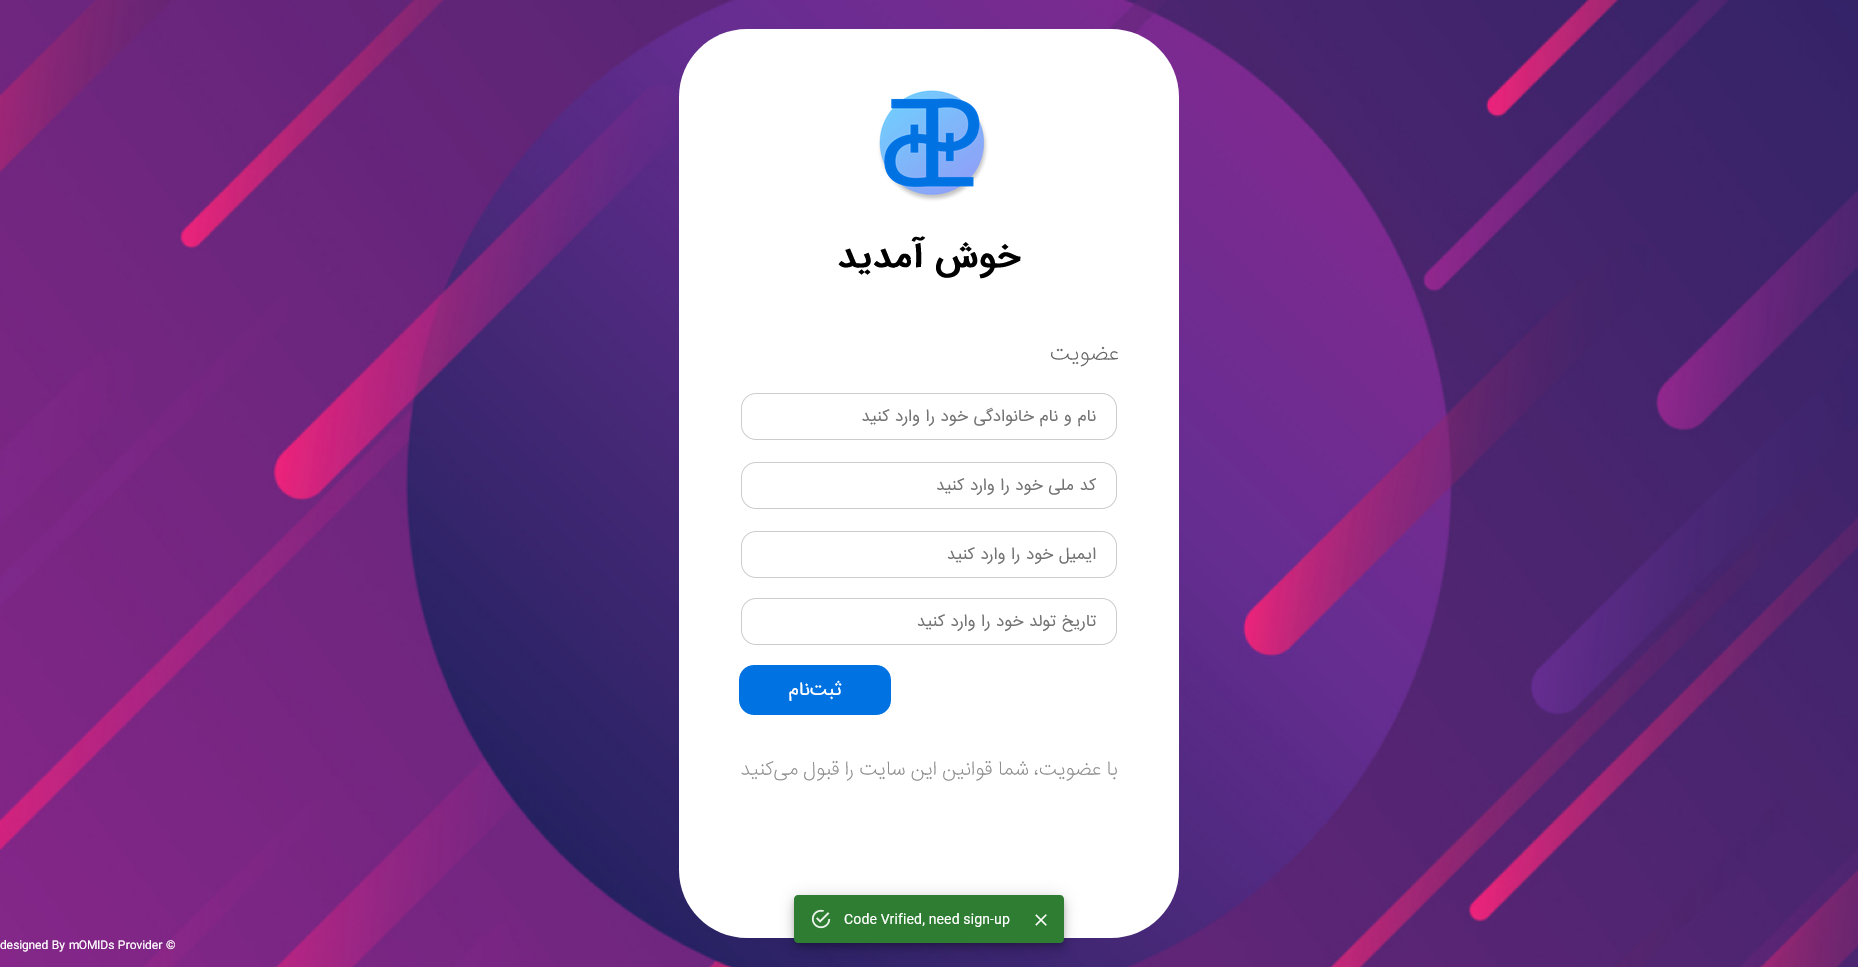 خوش آمدید
عضویت
نام و نام خانوادگی خود را وارد کنید
کد ملی خود را وارد کنید
ایمیل خود را وارد کنید
تاریخ تولد خود را وارد کنید
ثبت‌نام
با عضویت، شما قوانین این سایت را قبول می‌کنید
Code Vrified, need sign-up
designed By mOMIDs Provider ©